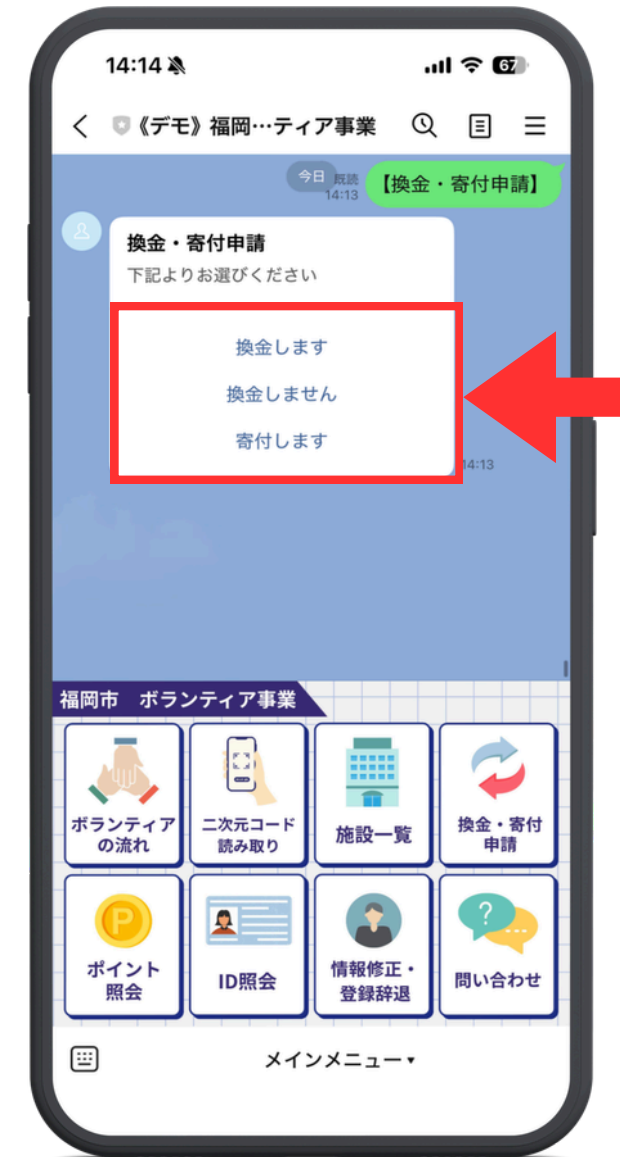 14:14
67
《デモ》福岡…ティア事業
今日
既読
14:13
【換金・寄付申請】
換金・寄付申請
下記よりお選びください
換金します
換金しません
寄付します
14:13
福岡市 ボランティア事業
ボランティア
の流れ
二次元コード
読み取り
施設一覧
換金・寄付
申請
P
ポイント
照会
ID照会
情報修正・
登録辞退
?
問い合わせ
メインメニュー▾